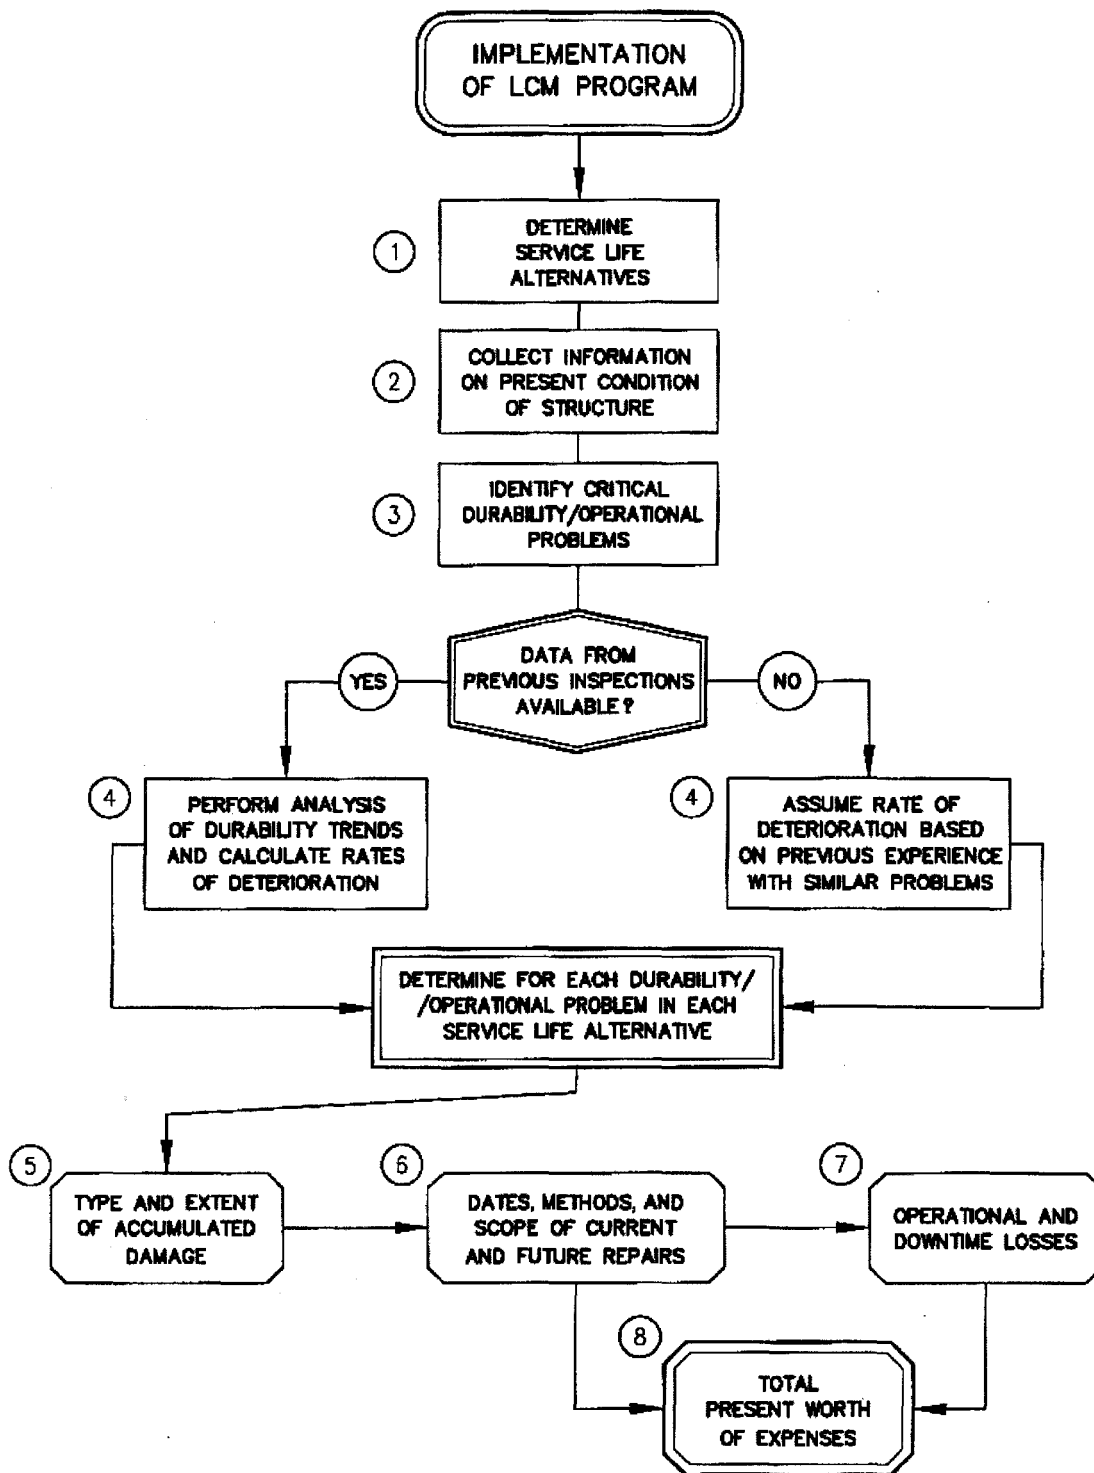 IMPLEMENTATION
OF LCM PROGRAM
1
DETERMINE
SERVICE LIFE
ALTERNATIVES
2
COLLECT INFORMATION
ON PRESENT CONDITION
OF STRUCTURE
3
IDENTIFY CRITICAL
DURABILITY/OPERATIONAL
PROBLEMS
DATA FROM
PREVIOUS INSPECTIONS
AVAILABLE?
YES
NO
4
PERFORM ANALYSIS
OF DURABILITY TRENDS
AND CALCULATE RATES
OF DETERIORATION
4
ASSUME RATE OF
DETERIORATION BASED
ON PREVIOUS EXPERIENCE
WITH SIMILAR PROBLEMS
DETERMINE FOR EACH DURABILITY/
/OPERATIONAL PROBLEM IN EACH
SERVICE LIFE ALTERNATIVE
5
TYPE AND EXTENT
OF ACCUMULATED
DAMAGE
6
DATES, METHODS, AND
SCOPE OF CURRENT
AND FUTURE REPAIRS
7
OPERATIONAL AND
DOWNTIME LOSSES
8
TOTAL
PRESENT WORTH
OF EXPENSES